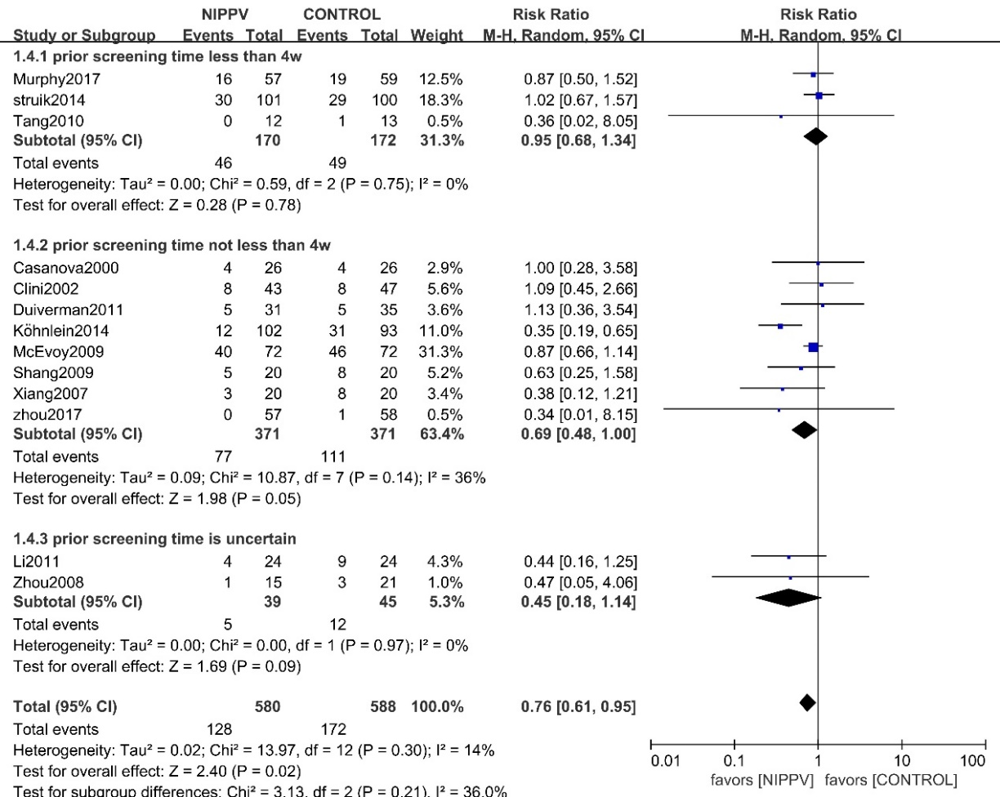 NIPPV CONTROL Risk Ratio Risk Ratio
Study or Subgroup Events Total Events Total Weight M-H, Random, 95% CI M-H, Random, 95% CI
1.4.1 prior screening time less than 4w
Murphy2017 16 57 19 59 12.5% 0.87 [0.50, 1.52]
struik2014 30 101 29 100 18.3% 1.02 [0.67, 1.57]
Tang2010 0 12 1 13 0.5% 0.36 [0.02, 8.05]
Subtotal (95% CI) 170 172 31.3% 0.95 [0.68, 1.34]
Total events 46 49
Heterogeneity: Tau² = 0.00; Chi² = 0.59, df = 2 (P = 0.75); I² = 0%
Test for overall effect: Z = 0.28 (P = 0.78)
1.4.2 prior screening time not less than 4w
Casanova2000 4 26 4 26 2.9% 1.00 [0.28, 3.58]
Clini2002 8 43 8 47 5.6% 1.09 [0.45, 2.66]
Duiverman2011 5 31 5 35 3.6% 1.13 [0.36, 3.54]
Köhnlein2014 12 102 31 93 11.0% 0.35 [0.19, 0.65]
McEvoy2009 40 72 46 72 31.3% 0.87 [0.66, 1.14]
Shang2009 5 20 8 20 5.2% 0.63 [0.25, 1.58]
Xiang2007 3 20 8 20 3.4% 0.38 [0.12, 1.21]
zhou2017 0 57 1 58 0.5% 0.34 [0.01, 8.15]
Subtotal (95% CI) 371 371 63.4% 0.69 [0.48, 1.00]
Total events 77 111
Heterogeneity: Tau² = 0.09; Chi² = 10.87, df = 7 (P = 0.14); I² = 36%
Test for overall effect: Z = 1.98 (P = 0.05)
1.4.3 prior screening time is uncertain
Li2011 4 24 9 24 4.3% 0.44 [0.16, 1.25]
Zhou2008 1 15 3 21 1.0% 0.47 [0.05, 4.06]
Subtotal (95% CI) 39 45 5.3% 0.45 [0.18, 1.14]
Total events 5 12
Heterogeneity: Tau² = 0.00; Chi² = 0.00, df = 1 (P = 0.97); I² = 0%
Test for overall effect: Z = 1.69 (P = 0.09)
Total (95% CI) 580 588 100.0% 0.76 [0.61, 0.95]
Total events 128 172
Heterogeneity: Tau² = 0.02; Chi² = 13.97, df = 12 (P = 0.30); I² = 14%
Test for overall effect: Z = 2.40 (P = 0.02)
Test for subgroup differences: Chi² = 3.13, df = 2 (P = 0.21), I² = 36.0%
0.01 0.1 1 10 100
favors [NIPPV] favors [CONTROL]